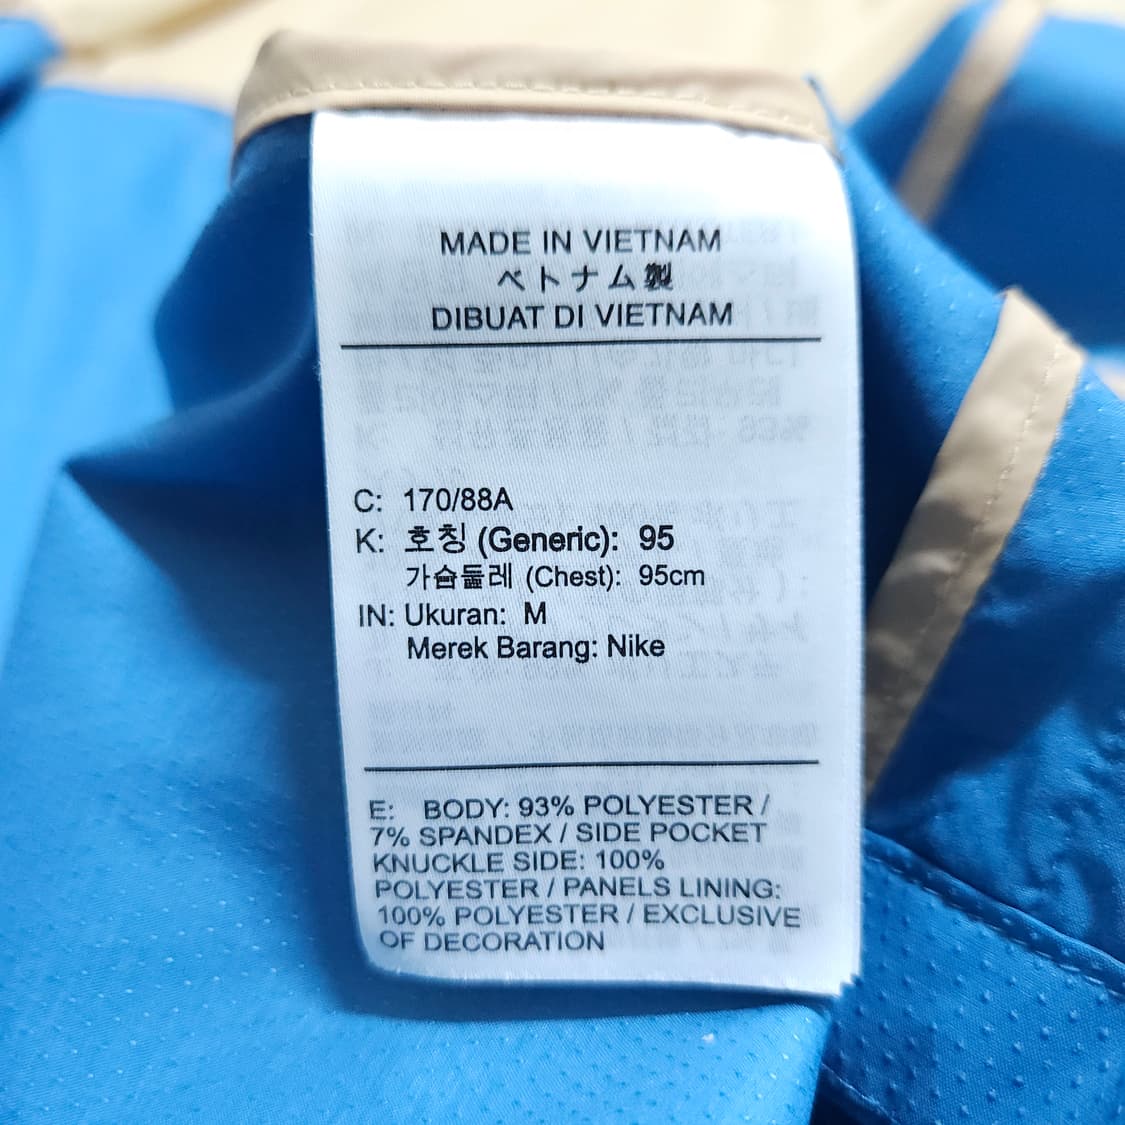 MADE IN VIETNAM
ベトナム製
DIBUAT DI VIETNAM
C: 170/88A
K: 호칭 (Generic): 95
가슴둘레 (Chest): 95cm
IN: Ukuran: M
Merek Barang: Nike
E: BODY: 93% POLYESTER /
7% SPANDEX / SIDE POCKET
KNUCKLE SIDE: 100%
POLYESTER / PANELS LINING:
100% POLYESTER / EXCLUSIVE
OF DECORATION